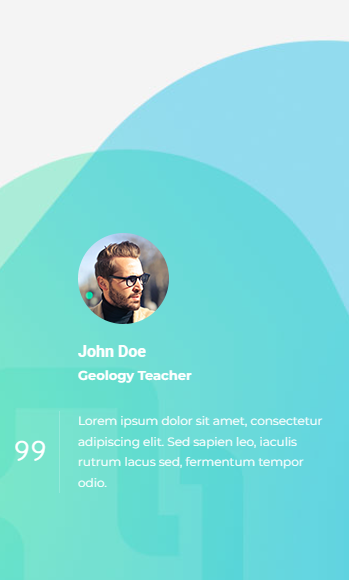 John Doe
Geology Teacher
Lorem ipsum dolor sit amet, consectetur
adipiscing elit. Sed sapien leo, iaculis
99
rutrum lacus sed, fermentum tempor
odio.